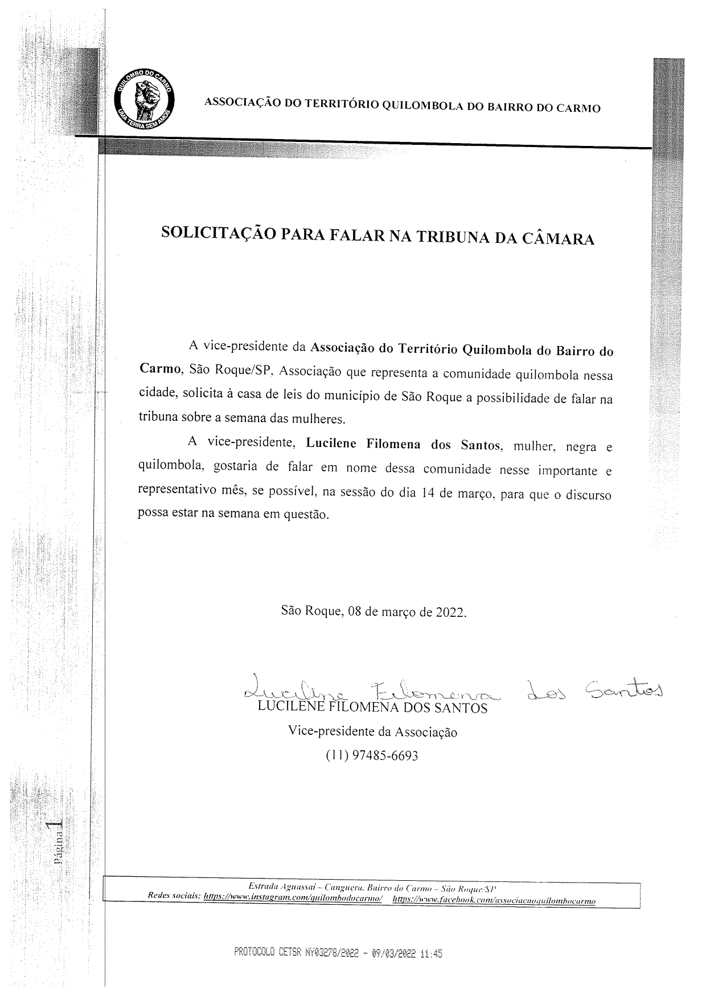 QUILOMBO DO CARMO
UMA TERRA SEM AMOS
ASSOCIAÇÃO DO TERRITÓRIO QUILOMBOLA DO BAIRRO DO CARMO
SOLICITAÇÃO PARA FALAR NA TRIBUNA DA CÂMARA
A vice-presidente da Associação do Território Quilombola do Bairro do
Carmo, São Roque/SP, Associação que representa a comunidade quilombola nessa
cidade, solicita à casa de leis do município de São Roque a possibilidade de falar na
tribuna sobre a semana das mulheres.
A vice-presidente, Lucilene Filomena dos Santos, mulher, negra e
quilombola, gostaria de falar em nome dessa comunidade nesse importante e
representativo mês, se possível, na sessão do dia 14 de março, para que o discurso
possa estar na semana em questão.
São Roque, 08 de março de 2022.
Lucilene Filomena dos Santos
LUCILENE FILOMENA DOS SANTOS
Vice-presidente da Associação
(11) 97485-6693
Página 1
Estrada Aguassaí – Canguera, Bairro do Carmo – São Roque/SP
Redes sociais: https://www.instagram.com/quilombodocarmo/ https://www.facebook.com/associacaoquilombocarmo
PROTOCOLO CETSR Nº03278/2022 - 09/03/2022 11:45